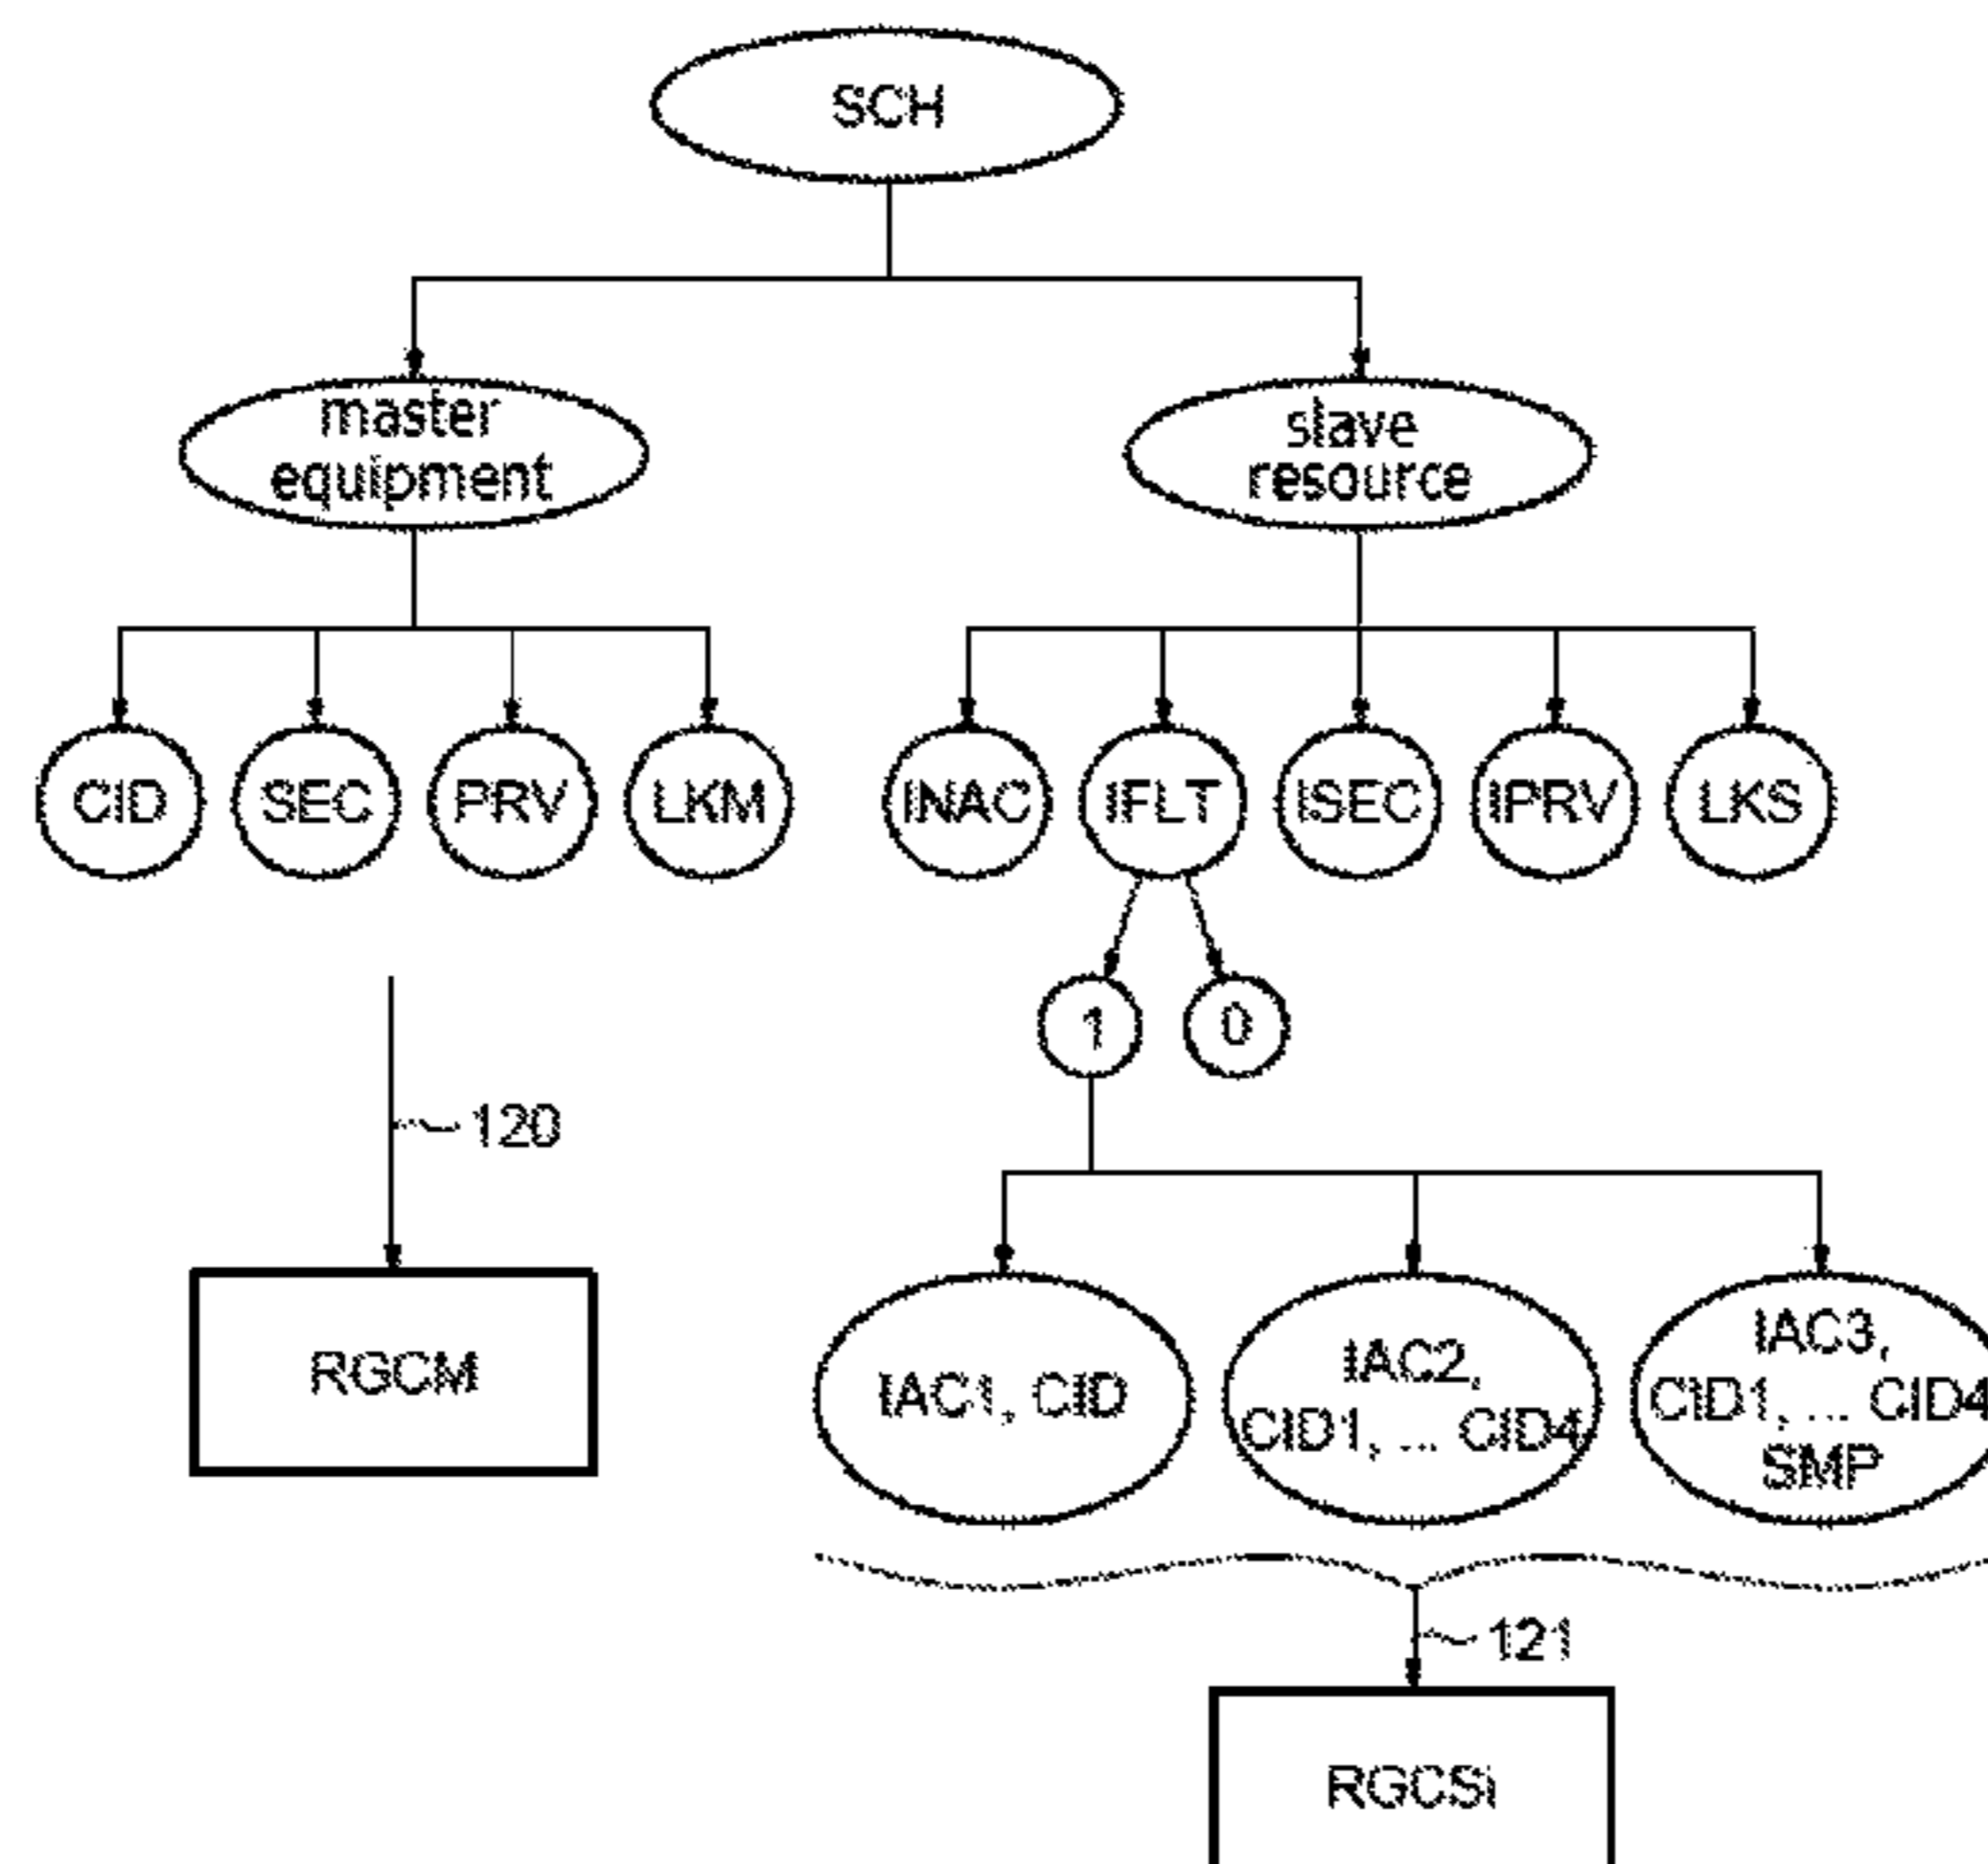 SCH
master
equipment
slave
resource
CID
SEC
PRV
LKM
INAC
IFLT
ISEC
IPRV
LKS
1
0
120
RGCM
IAC1, CID
IAC2,
CID1, ... CID4
IAC3,
CID1, ... CID4
SMP
121
RGCSi